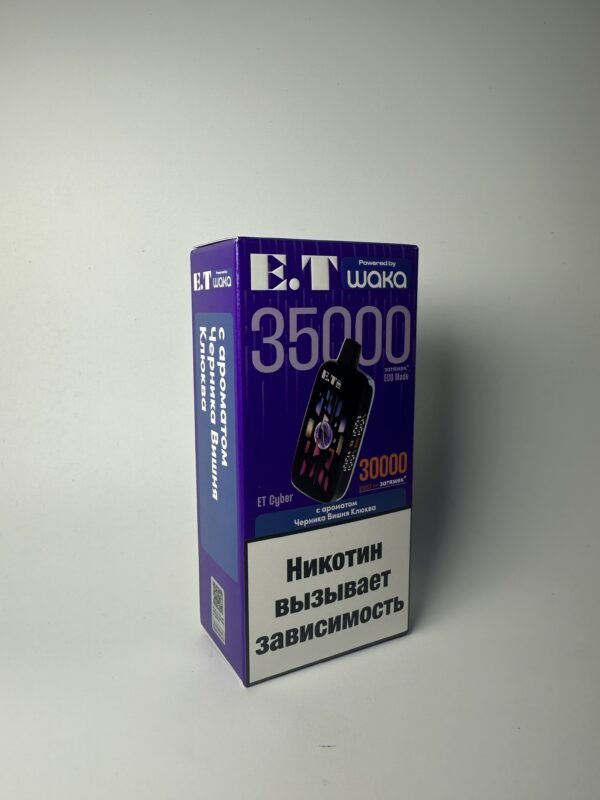 E.T
waka
с ароматом
Черника Вишня
Клюква
E.T
Powered by
waka
35000
затяжек*
ECO Mode
E.T
30000
затяжек*
ET Cyber
с ароматом
Черника Вишня Клюква
Никотин
вызывает
зависимость